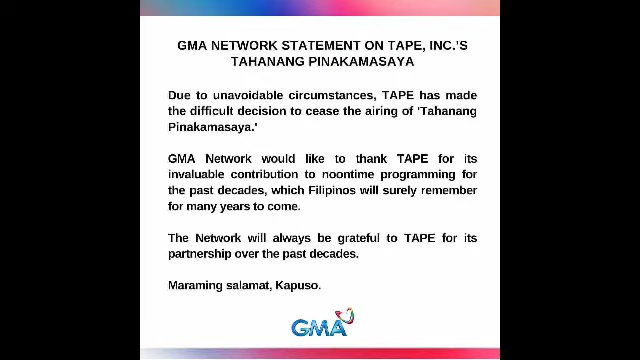 GMA NETWORK STATEMENT ON TAPE, INC.'S
TAHANANG PINAKAMASAYA
Due to unavoidable circumstances, TAPE has made
the difficult decision to cease the airing of 'Tahanang
Pinakamasaya.'
GMA Network would like to thank TAPE for its
invaluable contribution to noontime programming for
the past decades, which Filipinos will surely remember
for many years to come.
The Network will always be grateful to TAPE for its
partnership over the past decades.
Maraming salamat, Kapuso.
GMA